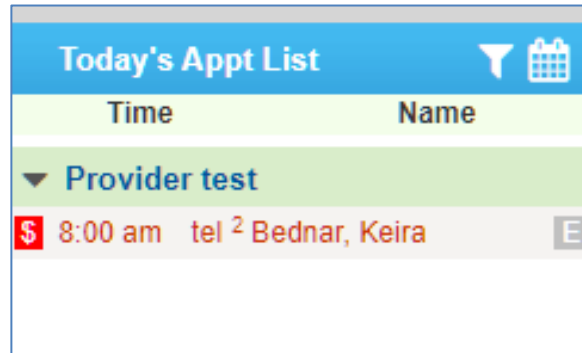 Today's Appt List
Time Name
Provider test
$ 8:00 am tel 2 Bednar, Keira E